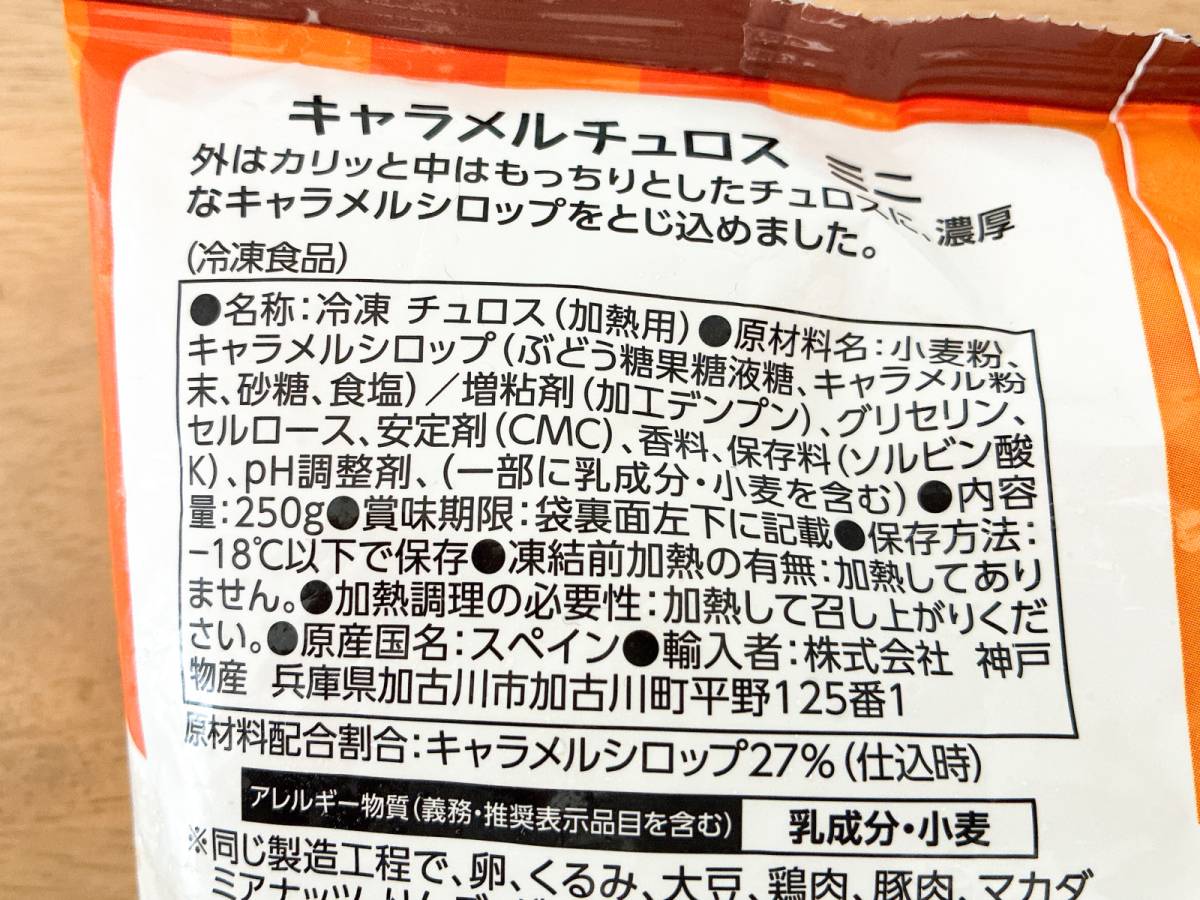 キャラメルチュロス ミニ
外はカリッと中はもっちりとしたチュロスに、濃厚
なキャラメルシロップをとじ込めました。
(冷凍食品)
●名称:冷凍 チュロス(加熱用)●原材料名:小麦粉、
キャラメルシロップ(ぶどう糖果糖液糖、キャラメル粉
末、砂糖、食塩)/増粘剤(加工デンプン)、グリセリン、
セルロース、安定剤(CMC)、香料、保存料(ソルビン酸
K)、pH調整剤、(一部に乳成分・小麦を含む)●内容
量:250g●賞味期限:袋裏面左下に記載●保存方法:
-18℃以下で保存●凍結前加熱の有無:加熱してあり
ません。●加熱調理の必要性:加熱して召し上がりくだ
さい。●原産国名:スペイン●輸入者:株式会社 神戸
物産 兵庫県加古川市加古川町平野125番1
原材料配合割合:キャラメルシロップ27%(仕込時)
アレルギー物質(義務・推奨表示品目を含む) 乳成分・小麦
※同じ製造工程で、卵、くるみ、大豆、鶏肉、豚肉、マカダ
ミアナッツ、りんご